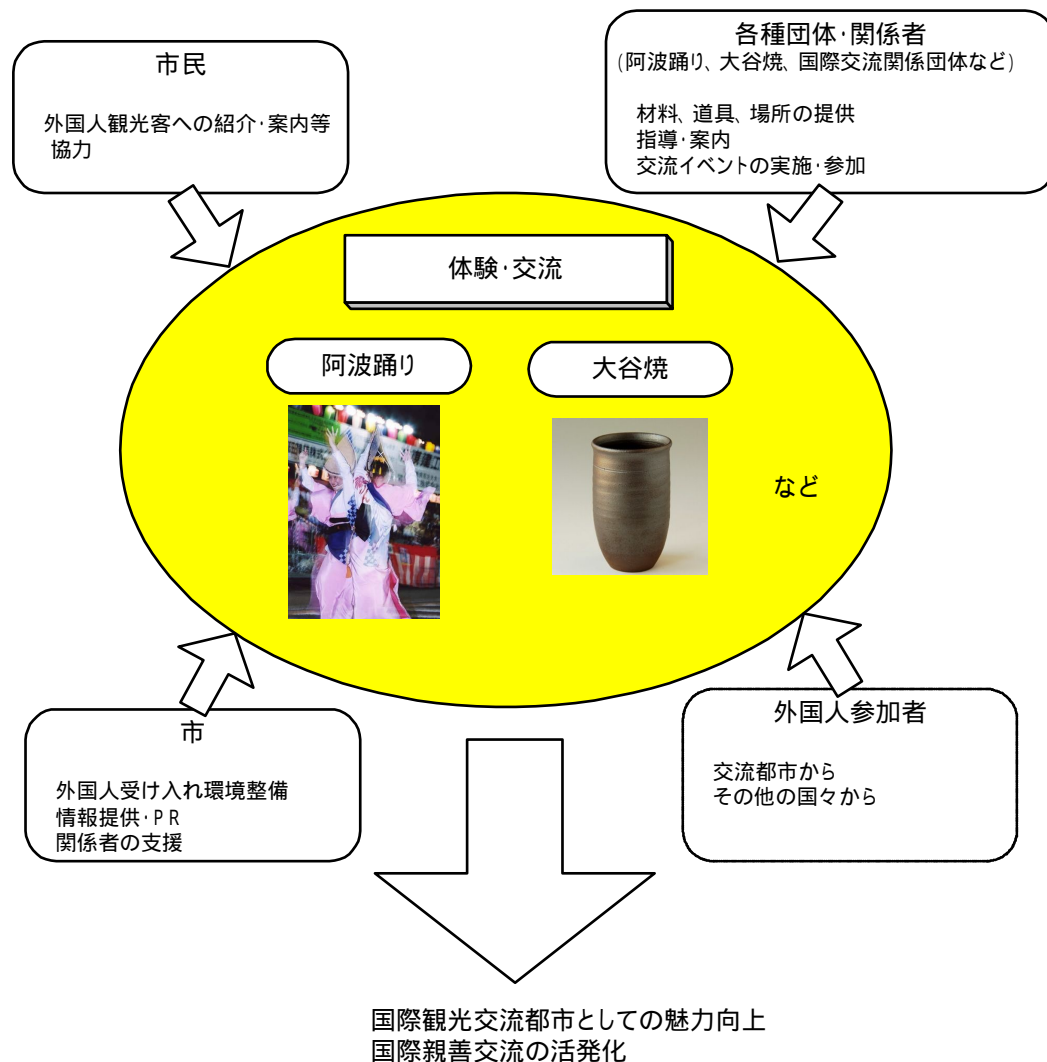 市民
外国人観光客への紹介・案内等
協力
各種団体・関係者
(阿波踊り、大谷焼、国際交流関係団体など)
材料、道具、場所の提供
指導・案内
交流イベントの実施・参加
体験・交流
阿波踊り
大谷焼
など
市
外国人受け入れ環境整備
情報提供・PR
関係者の支援
外国人参加者
交流都市から
その他の国々から
国際観光交流都市としての魅力向上
国際親善交流の活発化